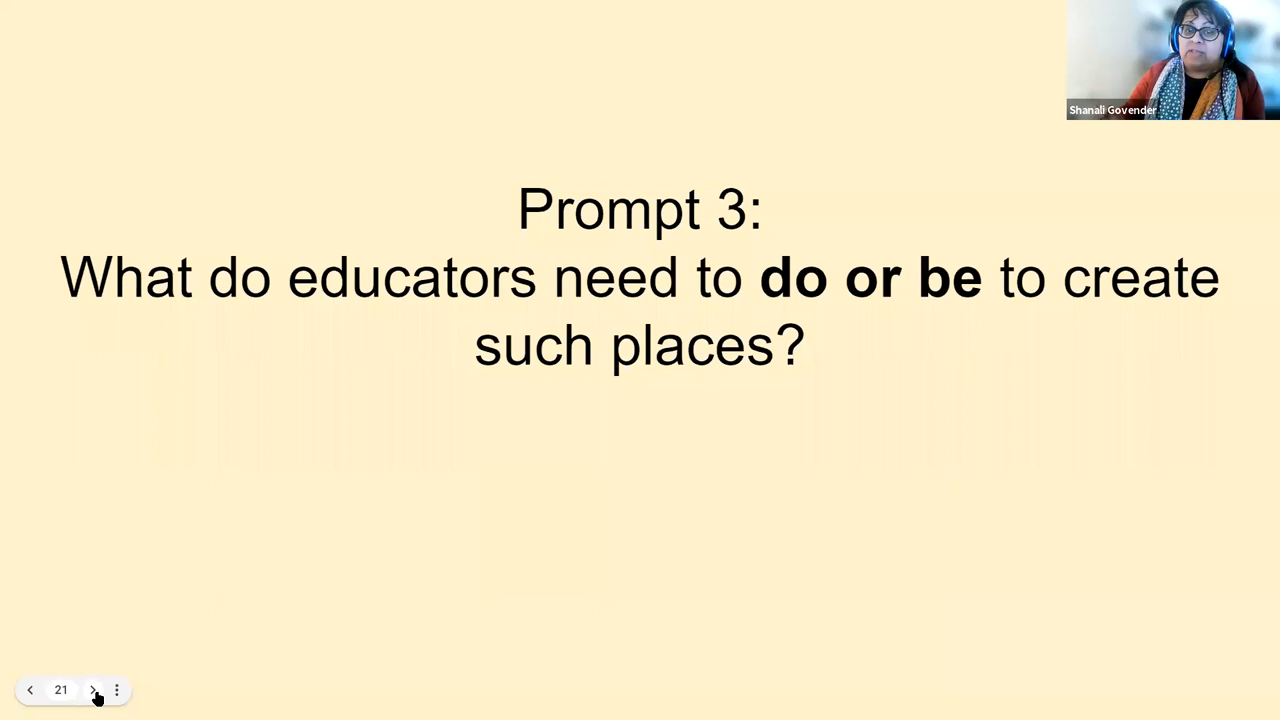 Shanali Govender
Prompt 3:
What do educators need to do or be to create
such places?
21